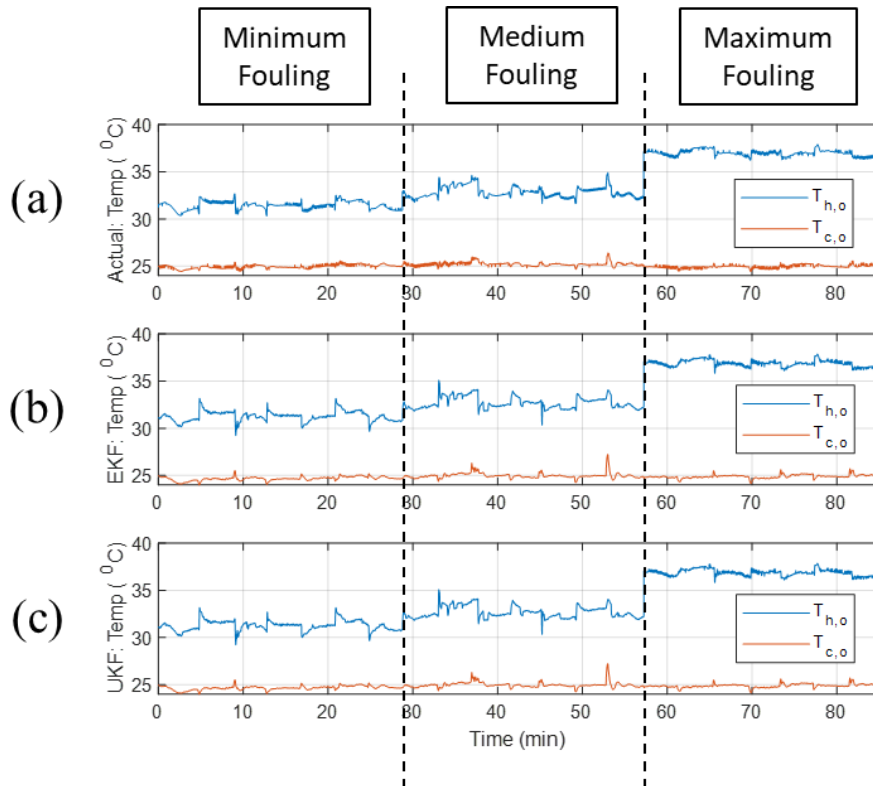 Minimum
Fouling
Medium
Fouling
Maximum
Fouling
(a)
Actual: Temp ( ⁰C)
40
35
30
25
T_h,o
T_c,o
0 10 20 30 40 50 60 70 80
(b)
EKF: Temp ( ⁰C)
40
35
30
25
T_h,o
T_c,o
0 10 20 30 40 50 60 70 80
(c)
UKF: Temp ( ⁰C)
40
35
30
25
T_h,o
T_c,o
0 10 20 30 40 50 60 70 80
Time (min)